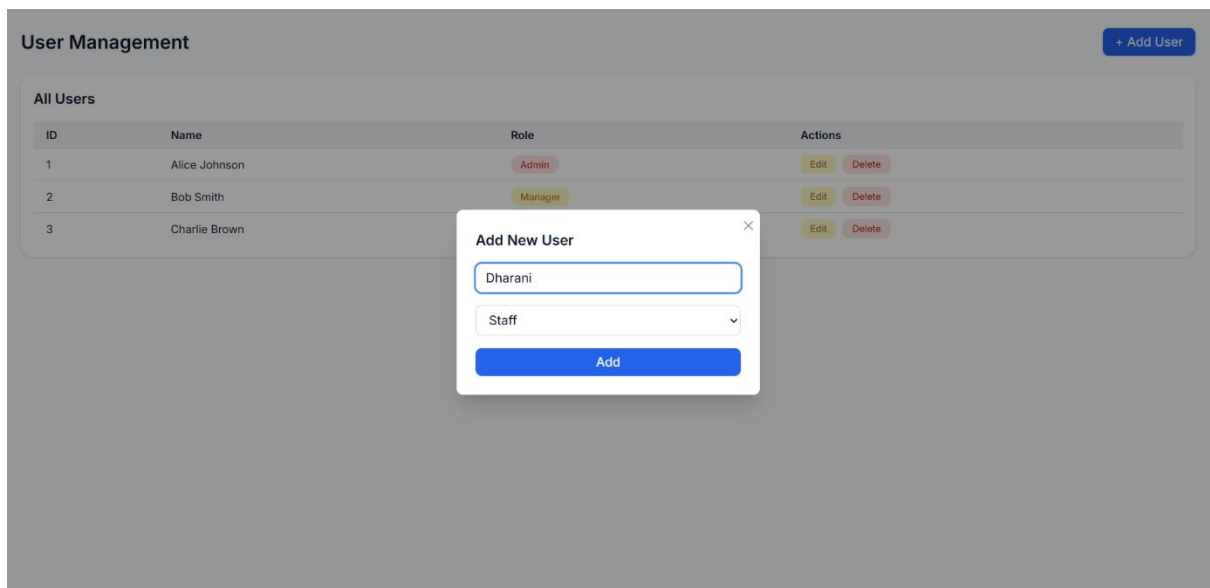 User Management
+ Add User
All Users
ID Name Role Actions
1 Alice Johnson Admin Edit Delete
2 Bob Smith Manager Edit Delete
3 Charlie Brown Edit Delete
Add New User
Dharani
Staff
Add